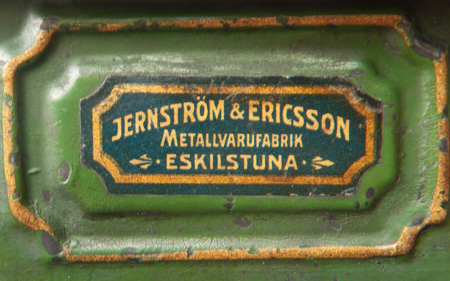 JERNSTRÖM & ERICSSON
METALLVARUFABRIK
· ESKILSTUNA ·